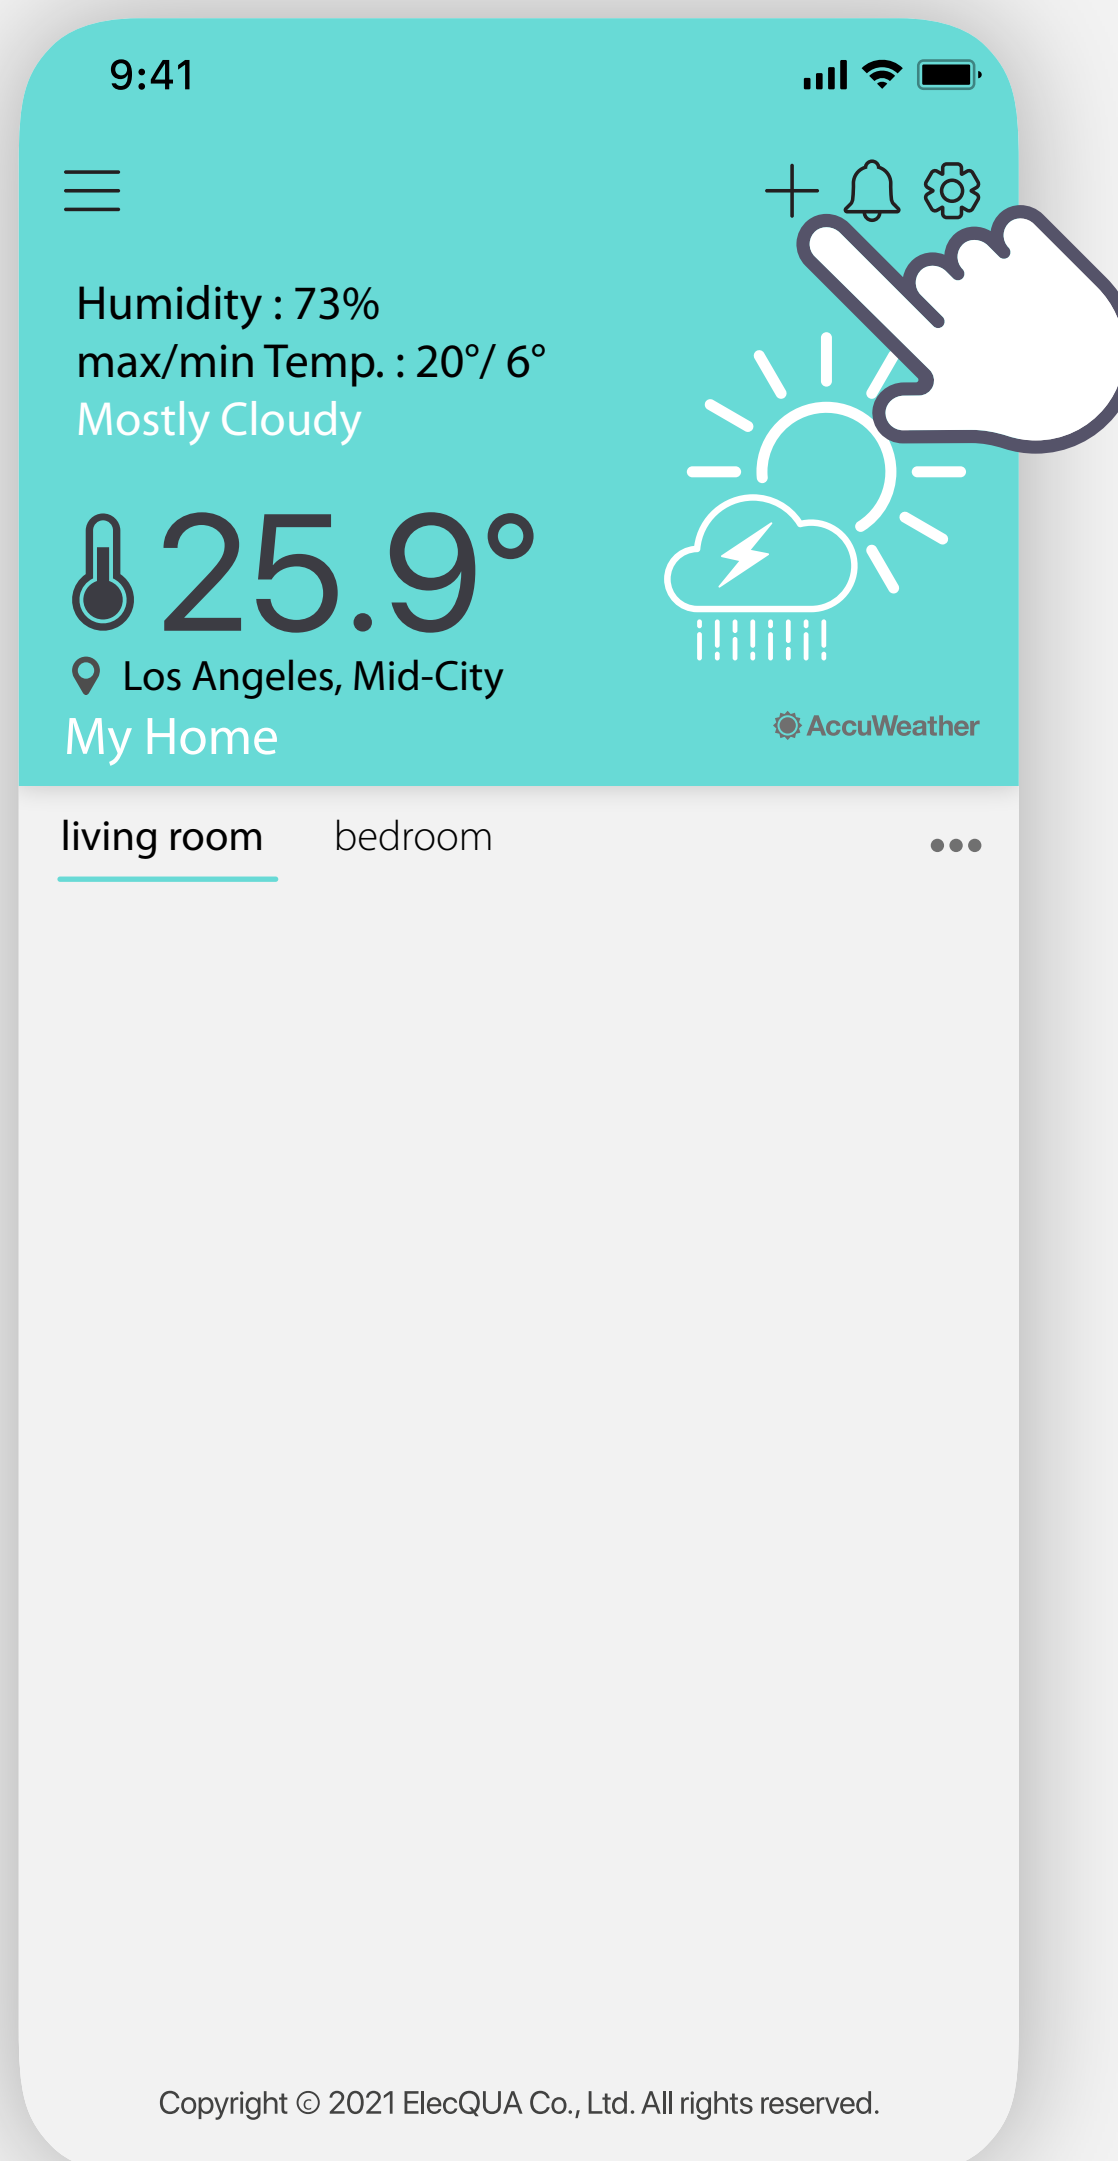 9:41
Humidity : 73%
max/min Temp. : 20°/ 6°
Mostly Cloudy
25.9°
Los Angeles, Mid-City
My Home
AccuWeather
living room
bedroom
Copyright © 2021 ElecQUA Co., Ltd. All rights reserved.